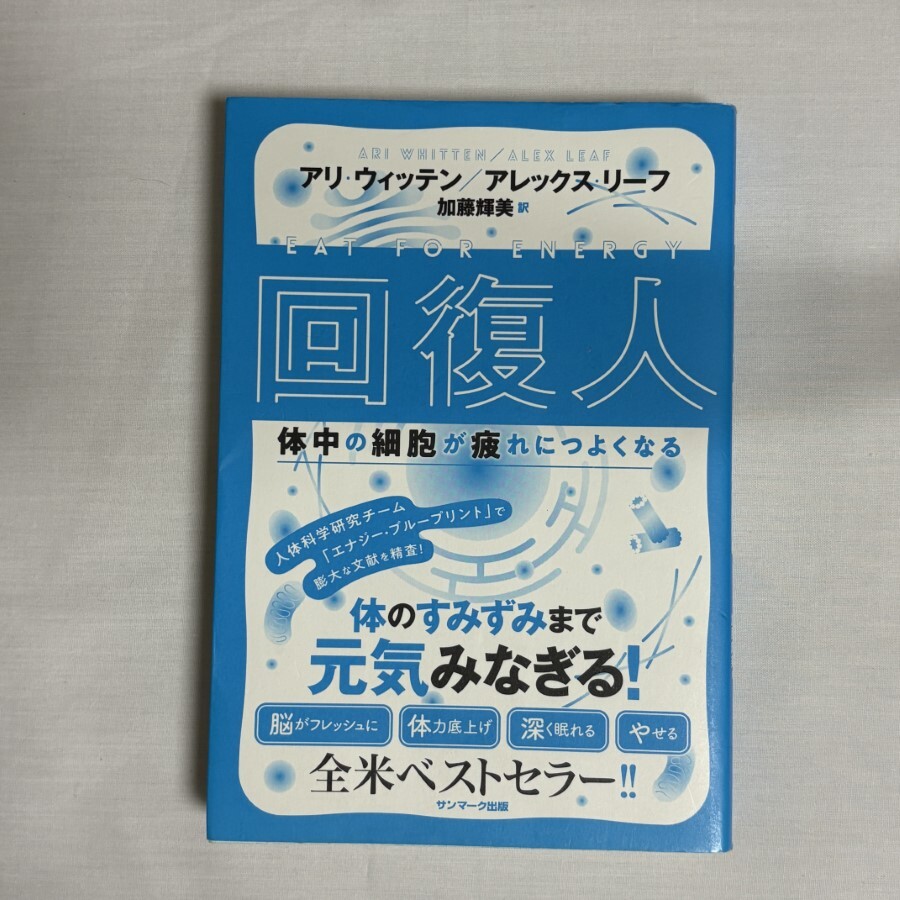 ARI WHITTEN/ALEX LEAF
アリ・ウィッテン/アレックス・リーフ
加藤輝美 訳
EAT FOR ENERGY
回復人
体中の細胞が疲れにつよくなる
人体科学研究チーム
「エナジー・ブループリント」で
膨大な文献を精査!
体のすみずみまで
元気みなぎる!
脳がフレッシュに 体力底上げ 深く眠れる やせる
全米ベストセラー!!
サンマーク出版